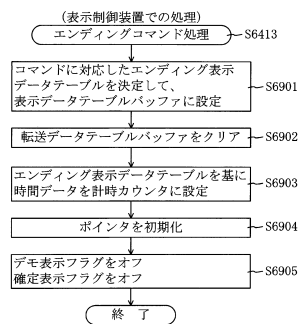 (表示制御装置での処理)
エンディングコマンド処理
S6413
コマンドに対応したエンディング表示
データテーブルを決定して、
表示データテーブルバッファに設定
S6901
転送データテーブルバッファをクリア
S6902
エンディング表示データテーブルを基に
時間データを計時カウンタに設定
S6903
ポインタを初期化
S6904
デモ表示フラグをオフ
確定表示フラグをオフ
S6905
終 了